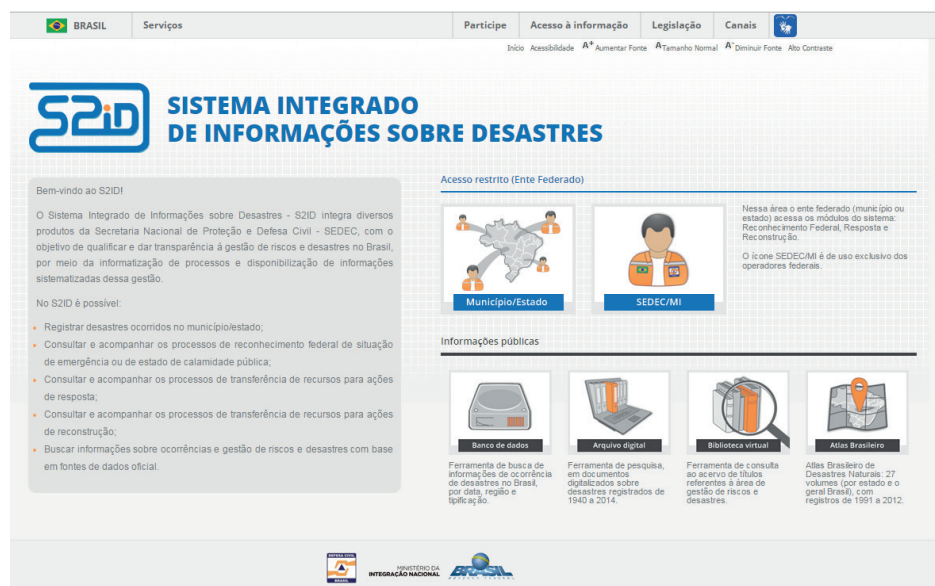 BRASIL Serviços Participe Acesso à informação Legislação Canais
Início Acessibilidade A+ Aumentar Fonte A Tamanho Normal A- Diminuir Fonte Alto Contraste
S2iD
SISTEMA INTEGRADO
DE INFORMAÇÕES SOBRE DESASTRES
Bem-vindo ao S2ID!
O Sistema Integrado de Informações sobre Desastres - S2ID integra diversos
produtos da Secretaria Nacional de Proteção e Defesa Civil - SEDEC, com o
objetivo de qualificar e dar transparência á gestão de riscos e desastres no Brasil,
por meio da informatização de processos e disponibilização de informações
sistematizadas dessa gestão.
No S2ID è possível:
Registrar desastres ocorridos no município/estado;
Consultar e acompanhar os processos de reconhecimento federal de situação
de emergência ou de estado de calamidade pública;
Consultar e acompanhar os processos de transferência de recursos para ações
de resposta;
Consultar e acompanhar os processos de transferência de recursos para ações
de reconstrução;
Buscar informações sobre ocorrências e gestão de riscos e desastres com base
em fontes de dados oficial.
Acesso restrito (Ente Federado)
Município/Estado
SEDEC/MI
Nessa área o ente federado (município ou
estado) acessa os módulos do sistema:
Reconhecimento Federal, Resposta e
Reconstrução.
O ícone SEDEC/MI é de uso exclusivo dos
operadores federais.
Informações públicas
Banco de dados
Ferramenta de busca de
informações de ocorrência
de desastres no Brasil,
por data, região e
tipificação.
Arquivo digital
Ferramenta de pesquisa,
em documentos
digitalizados sobre
desastres registrados de
1940 a 2014.
Biblioteca virtual
Ferramenta de consulta
ao acervo de títulos
referentes à área de
gestão de riscos e
desastres.
Atlas Brasileiro
Atlas Brasileiro de
Desastres Naturais: 27
volumes (por estado e o
geral Brasil), com
registros de 1991 a 2012.
DEFESA CIVIL
BRASIL
MINISTÉRIO DA
INTEGRAÇÃO NACIONAL
BRASIL
GOVERNO FEDERAL